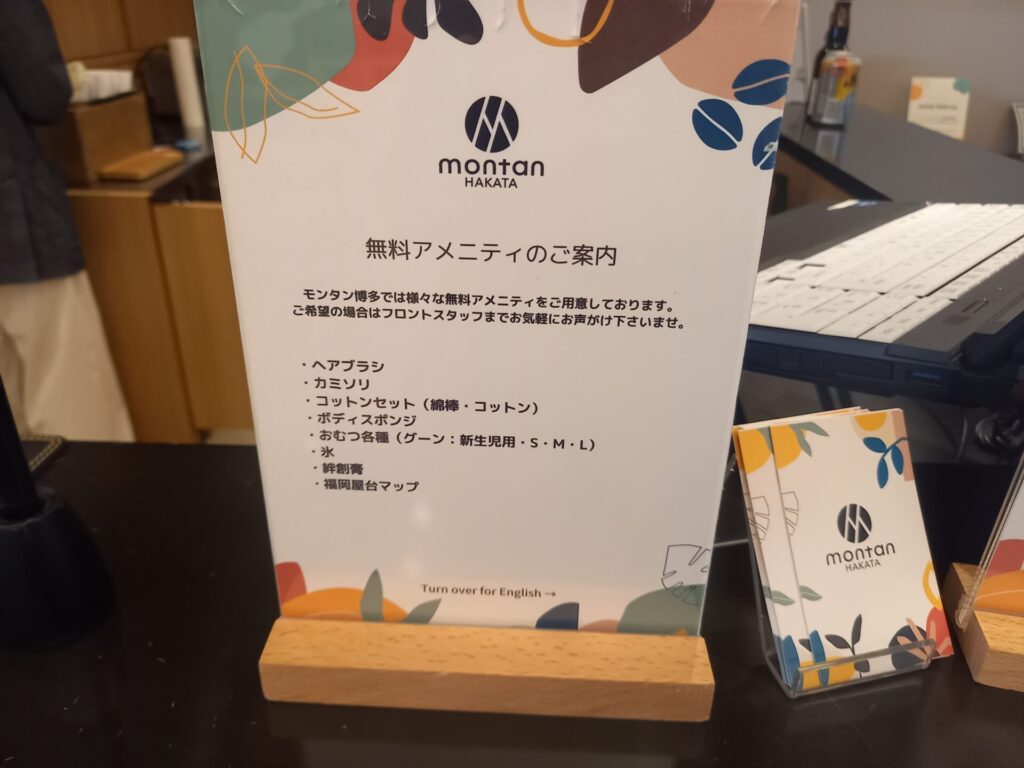 montan
HAKATA
無料アメニティのご案内
モンタン博多では様々な無料アメニティをご用意しております。
ご希望の場合はフロントスタッフまでお気軽にお声がけ下さいませ。
・ヘアブラシ
・カミソリ
・コットンセット（綿棒・コットン）
・ボディスポンジ
・おむつ各種（グーン：新生児用・S・M・L）
・氷
・絆創膏
・福岡屋台マップ
Turn over for English →
montan
HAKATA